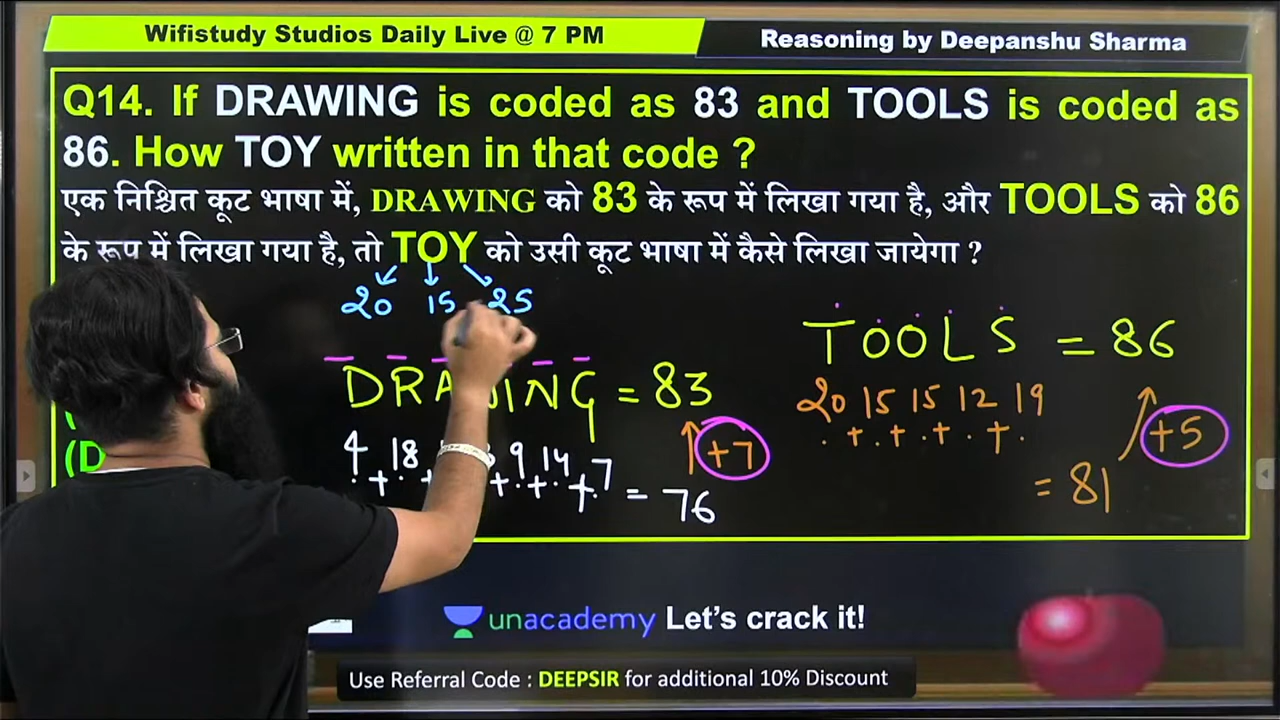 Wifistudy Studios Daily Live @ 7 PM
Reasoning by Deepanshu Sharma
Q14. If DRAWING is coded as 83 and TOOLS is coded as
86. How TOY written in that code ?
एक निश्चित कूट भाषा में, DRAWING को 83 के रूप में लिखा गया है, और TOOLS को 86
के रूप में लिखा गया है, तो TOY को उसी कूट भाषा में कैसे लिखा जायेगा ?
20 15 25
TOOLS = 86
20 15 15 12 19
. + . + . + . + .
+5
= 81
DRA ING = 83
4 18 9 14 7
+7
= 76
(D
unacademy Let's crack it!
Use Referral Code : DEEPSIR for additional 10% Discount